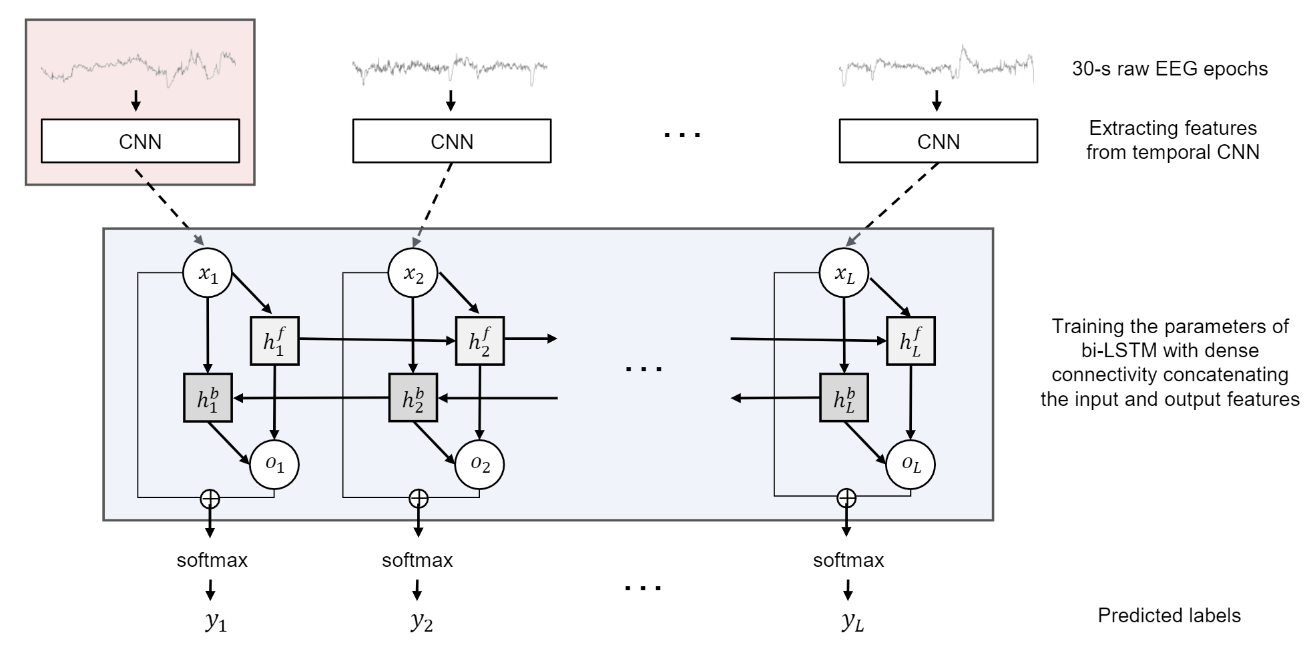 30-s raw EEG epochs
CNN
CNN
...
CNN
Extracting features
from temporal CNN
x_1
x_2
x_L
h_1^f
h_2^f
h_L^f
...
h_1^b
h_2^b
h_L^b
Training the parameters of
bi-LSTM with dense
connectivity concatenating
the input and output features
o_1
o_2
o_L
softmax
softmax
softmax
...
y_1
y_2
y_L
Predicted labels